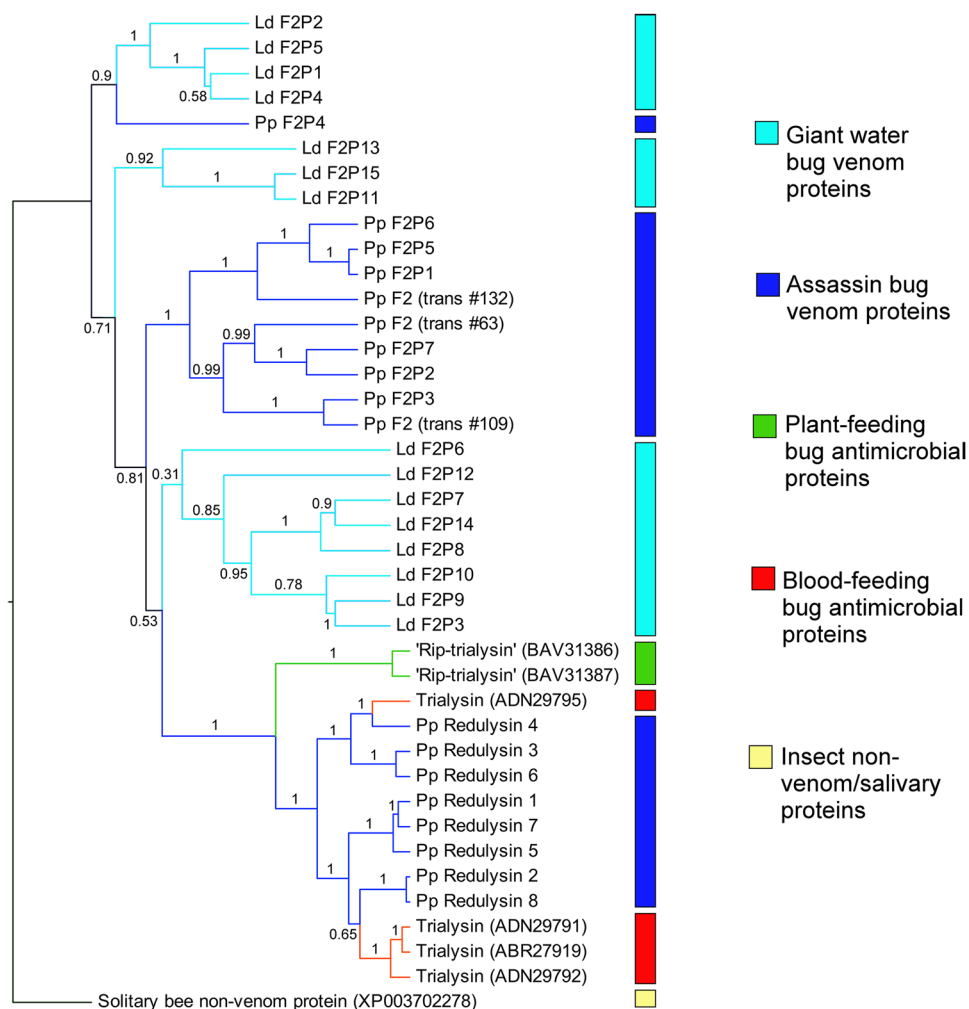 Ld F2P2
1
Ld F2P5
1
0.9
Ld F2P1
0.58
Ld F2P4
Pp F2P4
Ld F2P13
0.92
Ld F2P15
1
Ld F2P11
Pp F2P6
1
Pp F2P5
1
1
Pp F2P1
Pp F2 (trans #132)
0.71
1
Pp F2 (trans #63)
0.99
Pp F2P7
1
0.99
Pp F2P2
Pp F2P3
1
Pp F2 (trans #109)
Ld F2P6
0.81
0.31
Ld F2P12
Ld F2P7
0.9
0.85
1
Ld F2P14
Ld F2P8
0.95
Ld F2P10
0.78
Ld F2P9
0.53
1
Ld F2P3
'Rip-trialysin' (BAV31386)
1
'Rip-trialysin' (BAV31387)
Trialysin (ADN29795)
1
1
1
Pp Redulysin 4
Pp Redulysin 3
1
Pp Redulysin 6
1
Pp Redulysin 1
1
1
Pp Redulysin 7
Pp Redulysin 5
1
Pp Redulysin 2
1
Pp Redulysin 8
0.65
Trialysin (ADN29791)
1
1
Trialysin (ABR27919)
Trialysin (ADN29792)
Solitary bee non-venom protein (XP003702278)
Giant water
bug venom
proteins
Assassin bug
venom proteins
Plant-feeding
bug antimicrobial
proteins
Blood-feeding
bug antimicrobial
proteins
Insect non-
venom/salivary
proteins